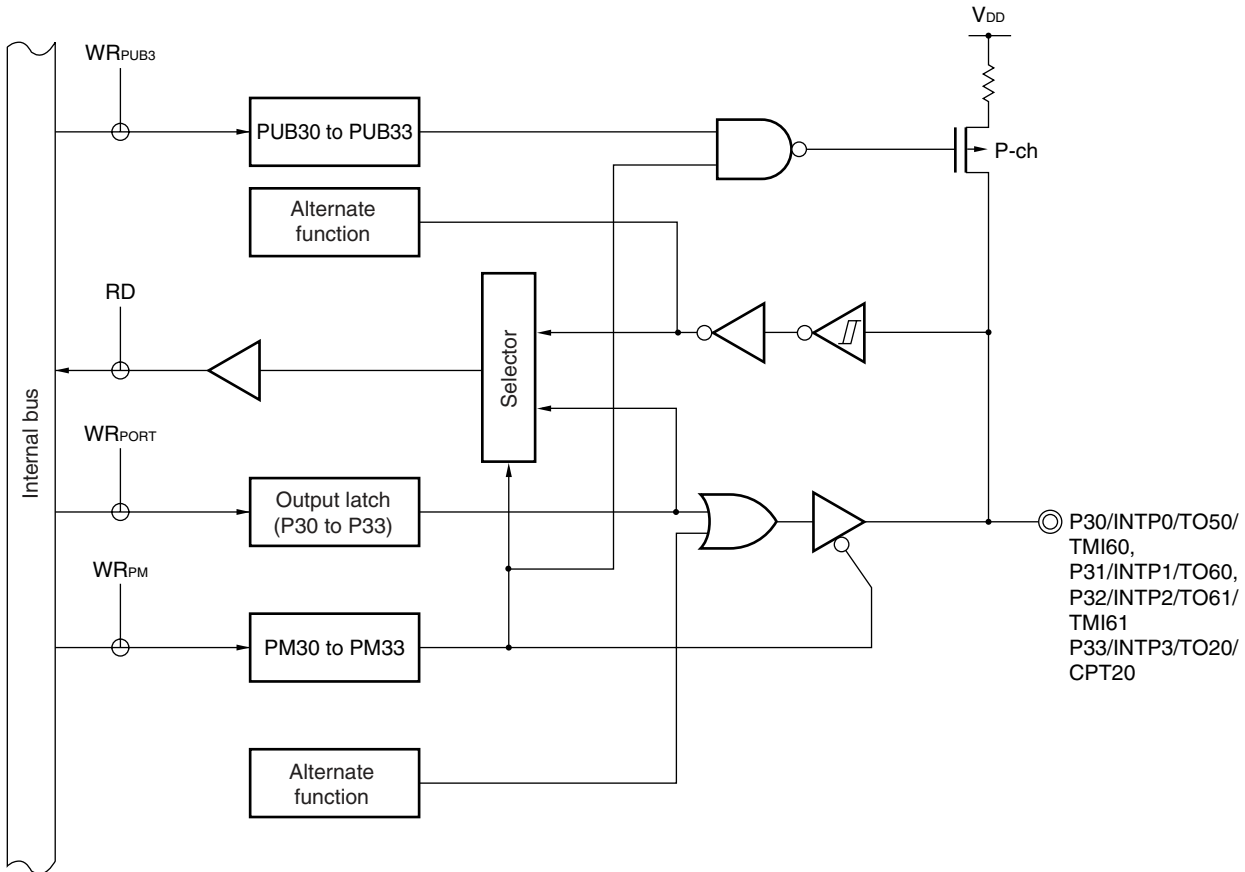 VDD
WRPUB3
PUB30 to PUB33
P-ch
Alternate
function
RD
Selector
Internal bus
WRPORT
Output latch
(P30 to P33)
P30/INTP0/TO50/
TMI60,
P31/INTP1/TO60,
P32/INTP2/TO61/
TMI61
P33/INTP3/TO20/
CPT20
WRPM
PM30 to PM33
Alternate
function